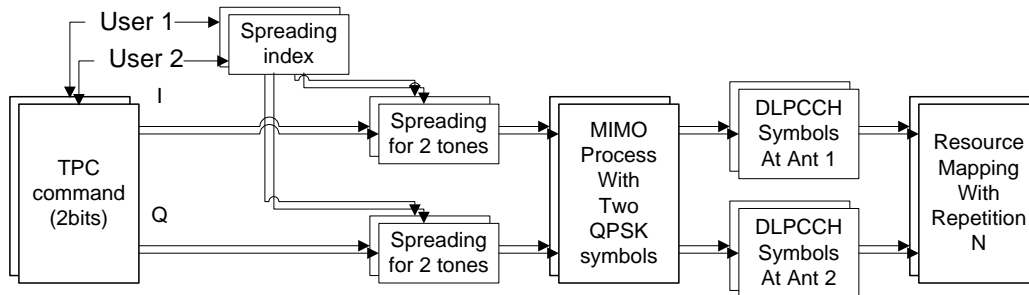 User 1
User 2
Spreading
index
I
Q
TPC
command
(2bits)
Spreading
for 2 tones
Spreading
for 2 tones
MIMO
Process
With
Two
QPSK
symbols
DLPCCH
Symbols
At Ant 1
DLPCCH
Symbols
At Ant 2
Resource
Mapping
With
Repetition
N